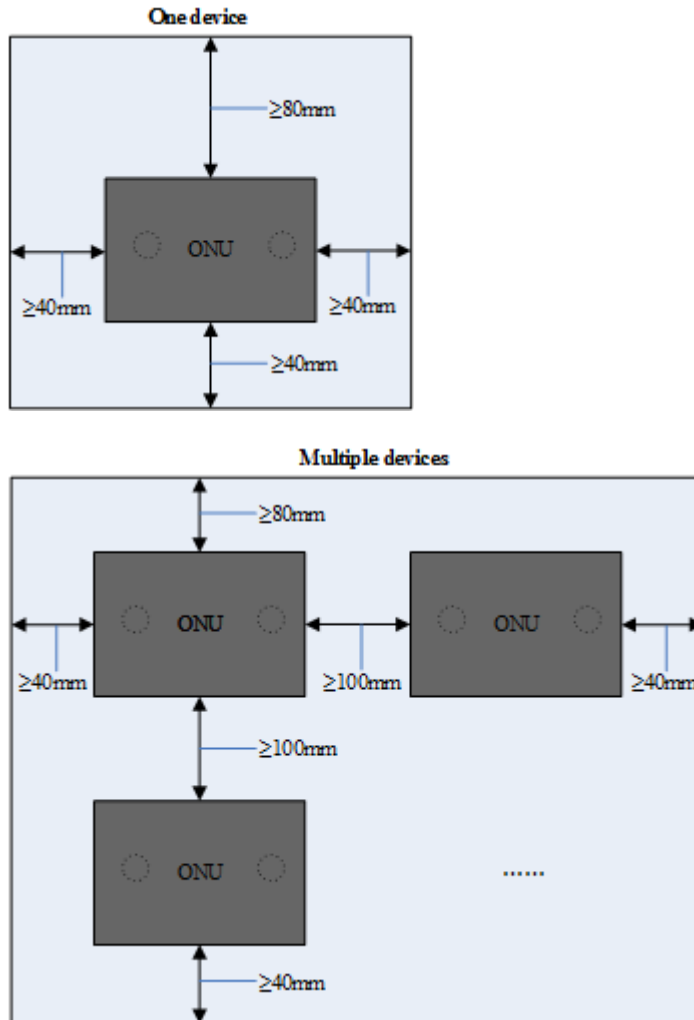 One device
≥80mm
ONU
≥40mm
≥40mm
≥40mm
Multiple devices
≥80mm
ONU
ONU
≥40mm
≥100mm
≥40mm
≥100mm
ONU
......
≥40mm